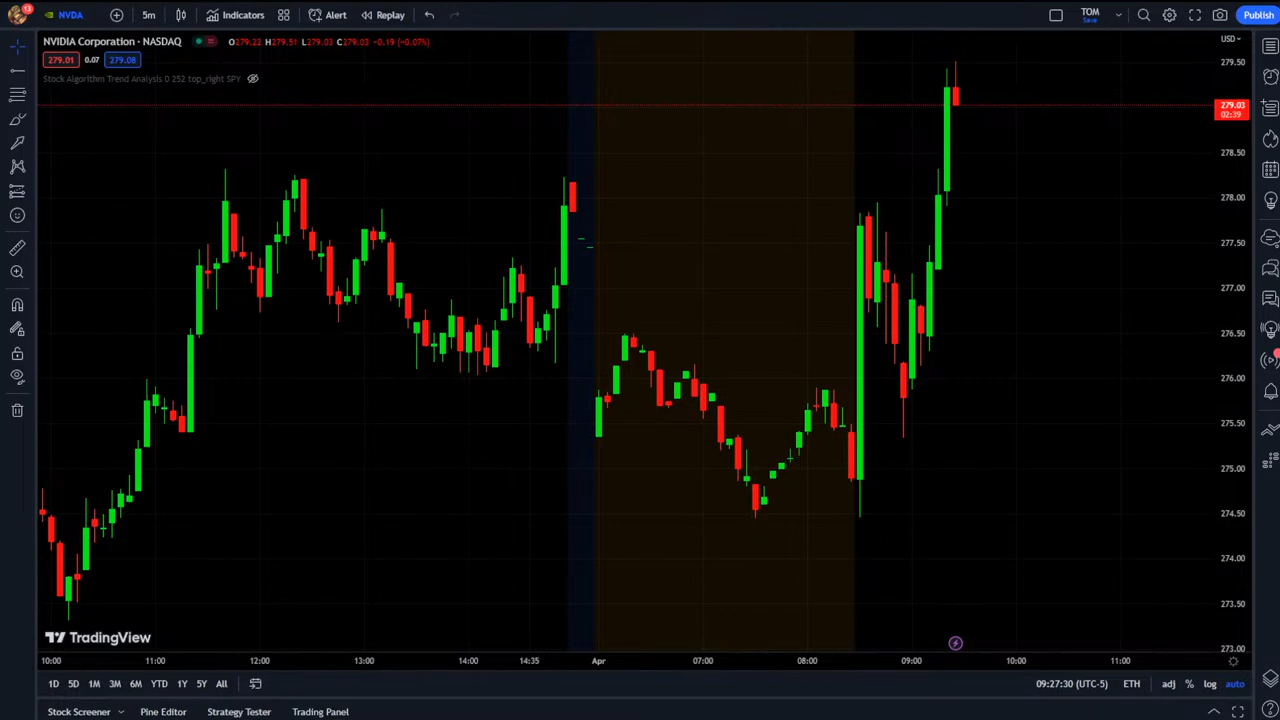 13 NVDA 5m Indicators Alert Replay TOM Save Publish
NVIDIA Corporation · NASDAQ O279.22 H279.51 L279.03 C279.03 −0.19 (−0.07%) USD
279.01 0.07 279.08
Stock Algorithm Trend Analysis 0 252 top_right SPY
279.50
279.03
02:39
278.50
278.00
277.50
277.00
276.50
276.00
275.50
275.00
274.50
274.00
273.50
273.00
TradingView
10:00 11:00 12:00 13:00 14:00 14:35 Apr 07:00 08:00 09:00 10:00 11:00
1D 5D 1M 3M 6M YTD 1Y 5Y All 09:27:30 (UTC-5) ETH adj % log auto
Stock Screener Pine Editor Strategy Tester Trading Panel